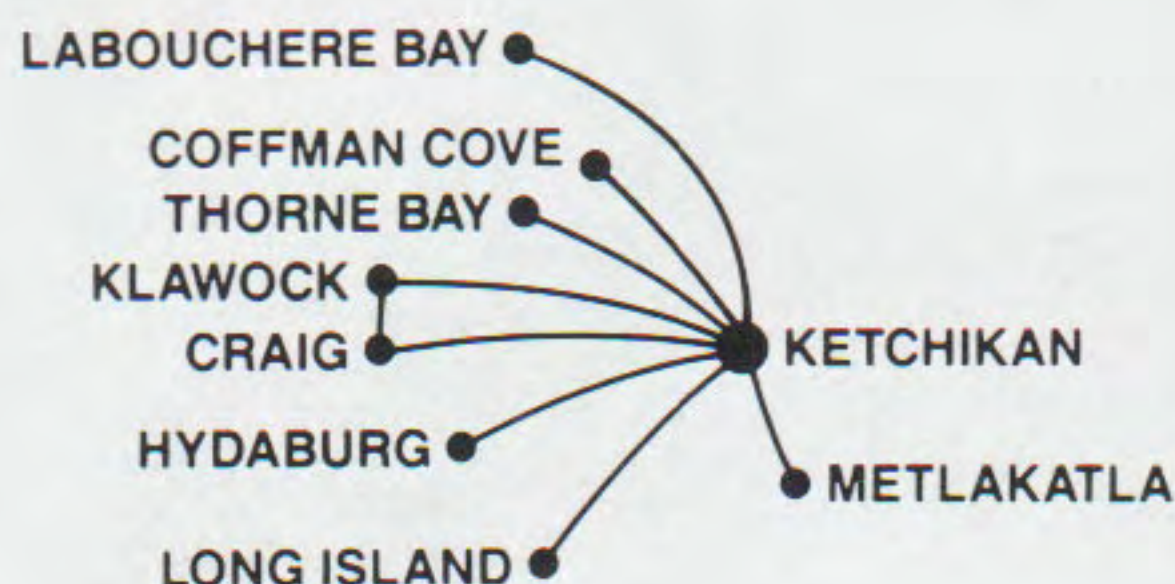 LABOUCHERE BAY
COFFMAN COVE
THORNE BAY
KLAWOCK
CRAIG
KETCHIKAN
HYDABURG
METLAKATLA
LONG ISLAND